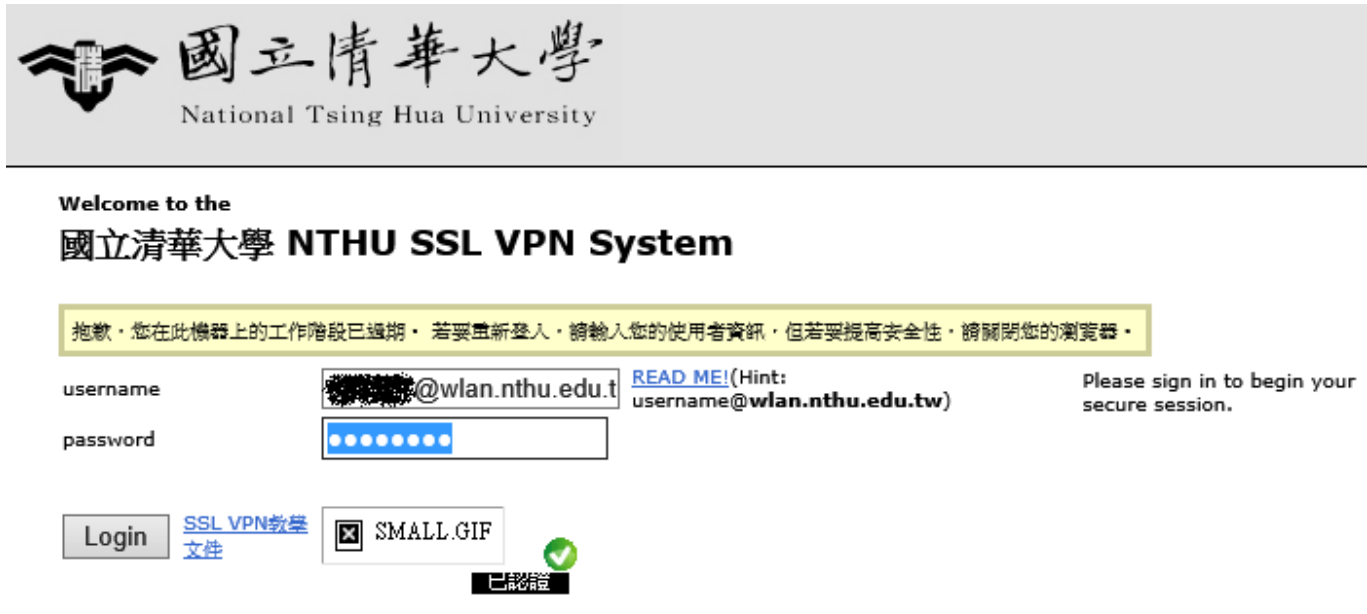 國立清華大學
National Tsing Hua University
Welcome to the
國立清華大學 NTHU SSL VPN System
抱歉,您在此機器上的工作階段已過期。 若要重新登入,請輸入您的使用者資訊,但若要提高安全性,請關閉您的瀏覽器。
username
@wlan.nthu.edu.t
READ ME!(Hint:
username@wlan.nthu.edu.tw)
Please sign in to begin your
secure session.
password
Login
SSL VPN教學
文件
SMALL.GIF
已認證